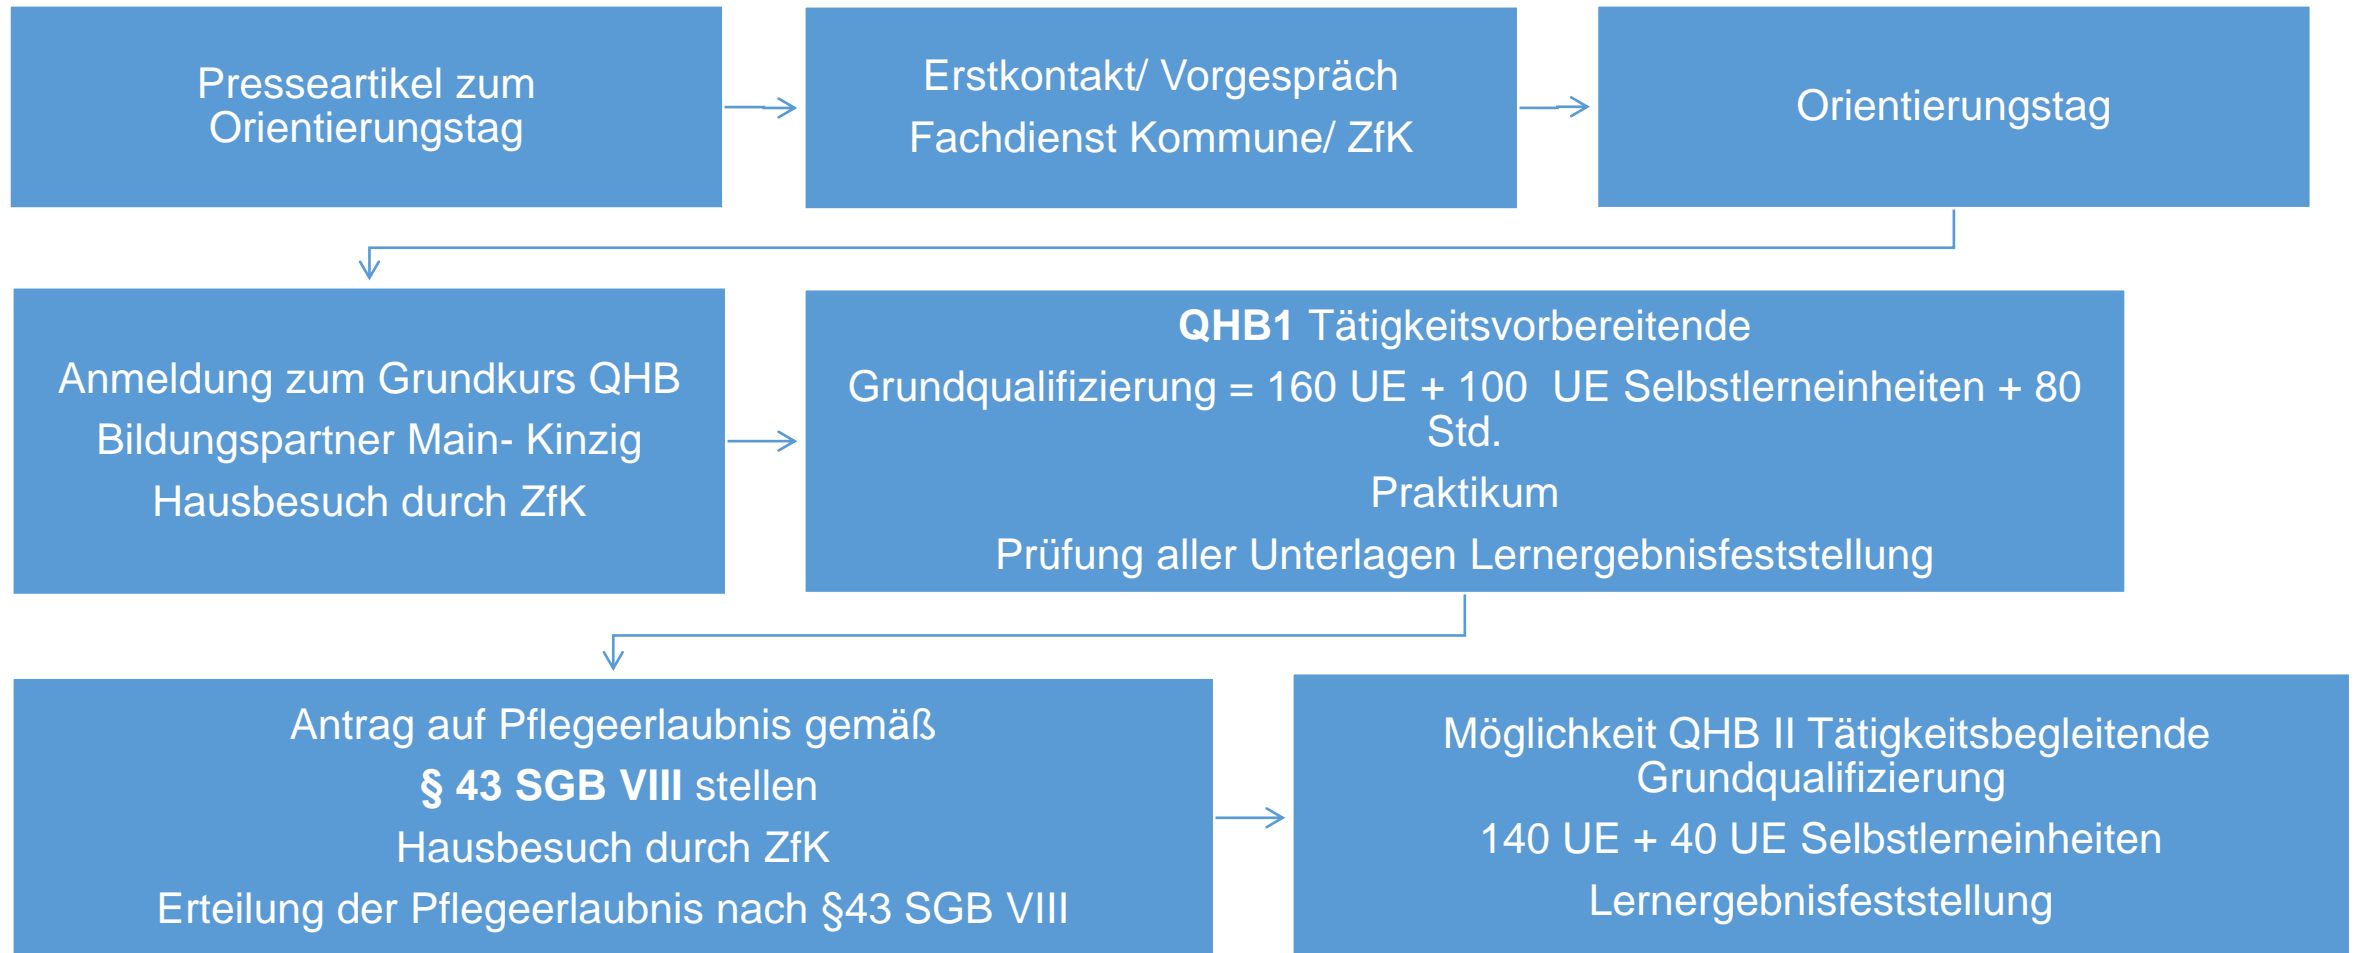 Presseartikel zum
Orientierungstag
Erstkontakt/ Vorgespräch
Fachdienst Kommune/ ZfK
Orientierungstag
Anmeldung zum Grundkurs QHB
Bildungspartner Main- Kinzig
Hausbesuch durch ZfK
QHB1 Tätigkeitsvorbereitende
Grundqualifizierung = 160 UE + 100 UE Selbstlerneinheiten + 80
Std.
Praktikum
Prüfung aller Unterlagen Lernergebnisfeststellung
Antrag auf Pflegeerlaubnis gemäß
§ 43 SGB VIII stellen
Hausbesuch durch ZfK
Erteilung der Pflegeerlaubnis nach §43 SGB VIII
Möglichkeit QHB II Tätigkeitsbegleitende
Grundqualifizierung
140 UE + 40 UE Selbstlerneinheiten
Lernergebnisfeststellung